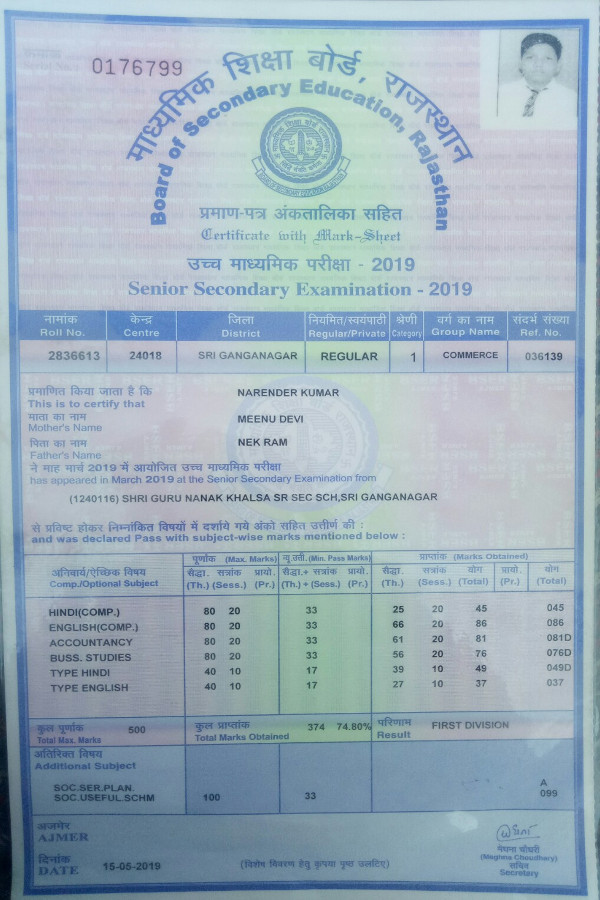 0176799
माध्यमिक शिक्षा बोर्ड, राजस्थान
Board of Secondary Education, Rajasthan
प्रमाण-पत्र अंकतालिका सहित
Certificate with Mark-Sheet
उच्च माध्यमिक परीक्षा - 2019
Senior Secondary Examination - 2019
नामांक केन्द्र जिला नियमित/स्वयंपाठी श्रेणी वर्ग का नाम संदर्भ संख्या
Roll No. Centre District Regular/Private Category Group Name Ref. No.
2836613 24018 SRI GANGANAGAR REGULAR 1 COMMERCE 036139
प्रमाणित किया जाता है कि NARENDER KUMAR
This is to certify that
माता का नाम MEENU DEVI
Mother's Name
पिता का नाम NEK RAM
Father's Name
ने माह मार्च 2019 में आयोजित उच्च माध्यमिक परीक्षा
has appeared in March 2019 at the Senior Secondary Examination from
(1240116) SHRI GURU NANAK KHALSA SR SEC SCH,SRI GANGANAGAR
से प्रविष्ट होकर निम्नांकित विषयों में दर्शाये गये अंको सहित उत्तीर्ण की :
and was declared Pass with subject-wise marks mentioned below :
पूर्णांक (Max. Marks) न्यू.उत्ती.(Min. Pass Marks) प्राप्तांक (Marks Obtained)
अनिवार्य/ऐच्छिक विषय सैद्धा. सत्रांक प्रायो. सैद्धा.+ सत्रांक प्रायो. सैद्धा. सत्रांक योग प्रायो. योग
Comp./Optional Subject (Th.) (Sess.) (Pr.) (Th.) + (Sess.) (Pr.) (Th.) (Sess.) (Total) (Pr.) (Total)
HINDI(COMP.) 80 20 33 25 20 45 045
ENGLISH(COMP.) 80 20 33 66 20 86 086
ACCOUNTANCY 80 20 33 61 20 81 081D
BUSS. STUDIES 80 20 33 56 20 76 076D
TYPE HINDI 40 10 17 39 10 49 049D
TYPE ENGLISH 40 10 17 27 10 37 037
कुल पूर्णांक 500 कुल प्राप्तांक 374 74.80% परिणाम FIRST DIVISION
Total Max. Marks Total Marks Obtained Result
अतिरिक्त विषय
Additional Subject
SOC.SER.PLAN. A
SOC.USEFUL.SCHM 100 33 099
अजमेर
AJMER
मेघना चौधरी
(Meghna Choudhery)
दिनांक सचिव
DATE 15-05-2019 (विशेष विवरण हेतु कृपया पृष्ठ उलटिए) Secretary